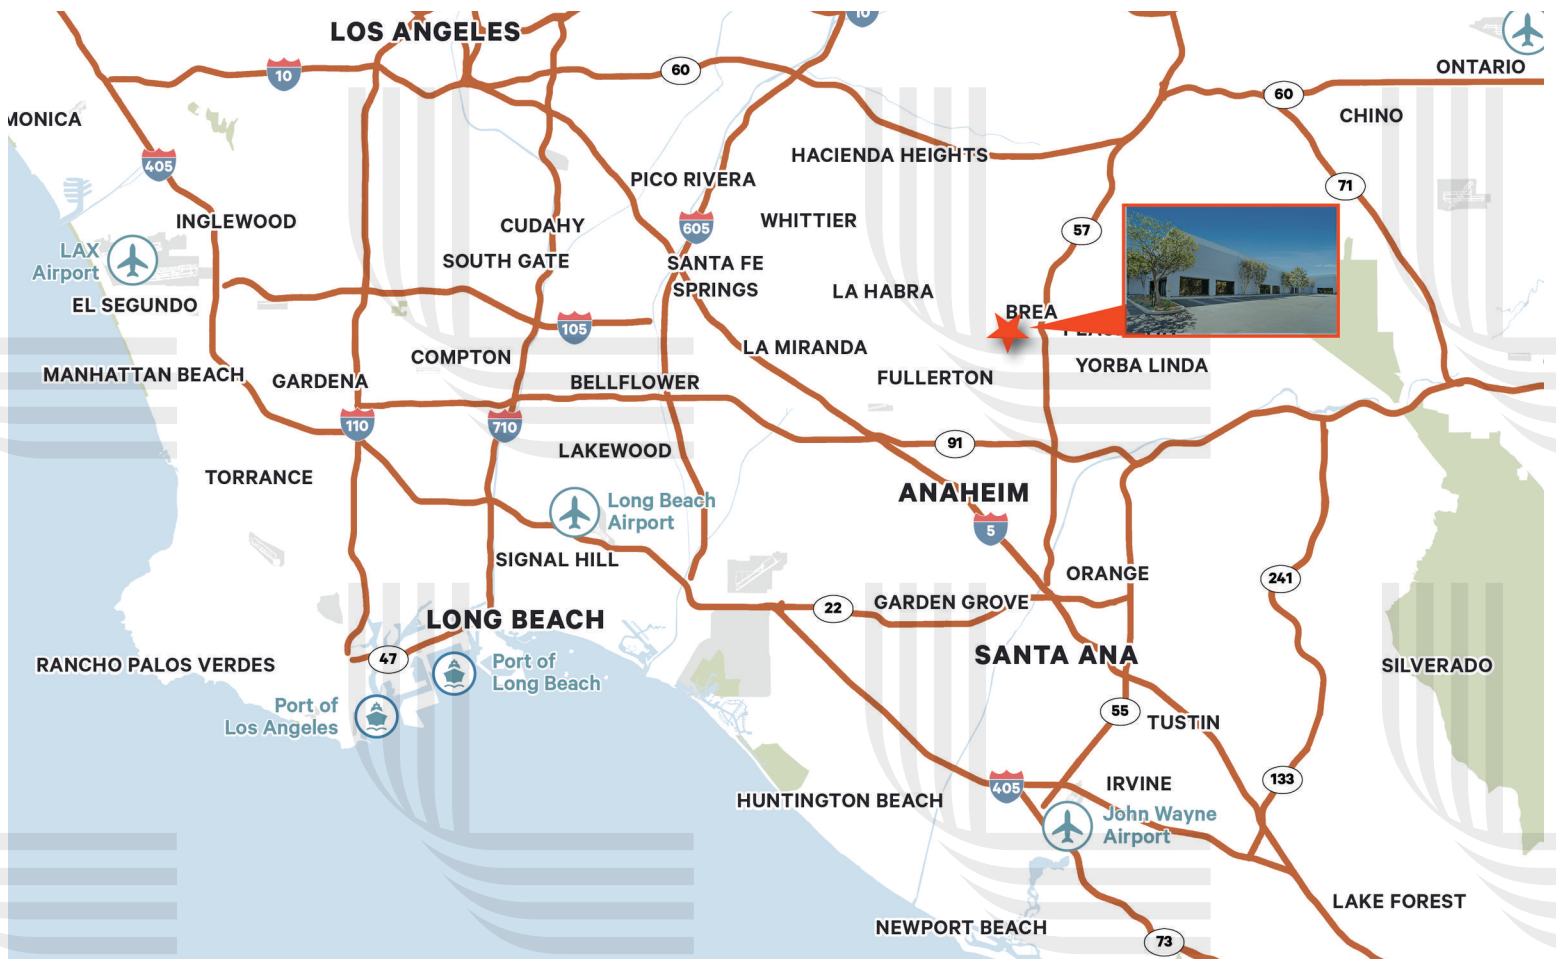 LOS ANGELES
10
10
60
ONTARIO
60
CHINO
MONICA
405
HACIENDA HEIGHTS
PICO RIVERA
71
INGLEWOOD
CUDAHY
605
WHITTIER
57
LAX
Airport
SOUTH GATE
SANTA FE
SPRINGS
LA HABRA
EL SEGUNDO
BREA
105
COMPTON
LA MIRANDA
YORBA LINDA
MANHATTAN BEACH
GARDENA
BELLFLOWER
FULLERTON
110
710
91
LAKEWOOD
TORRANCE
ANAHEIM
Long Beach
Airport
5
SIGNAL HILL
ORANGE
241
22
GARDEN GROVE
LONG BEACH
SANTA ANA
47
RANCHO PALOS VERDES
Port of
Long Beach
SILVERADO
Port of
Los Angeles
55
TUSTIN
133
405
IRVINE
HUNTINGTON BEACH
John Wayne
Airport
LAKE FOREST
NEWPORT BEACH
73